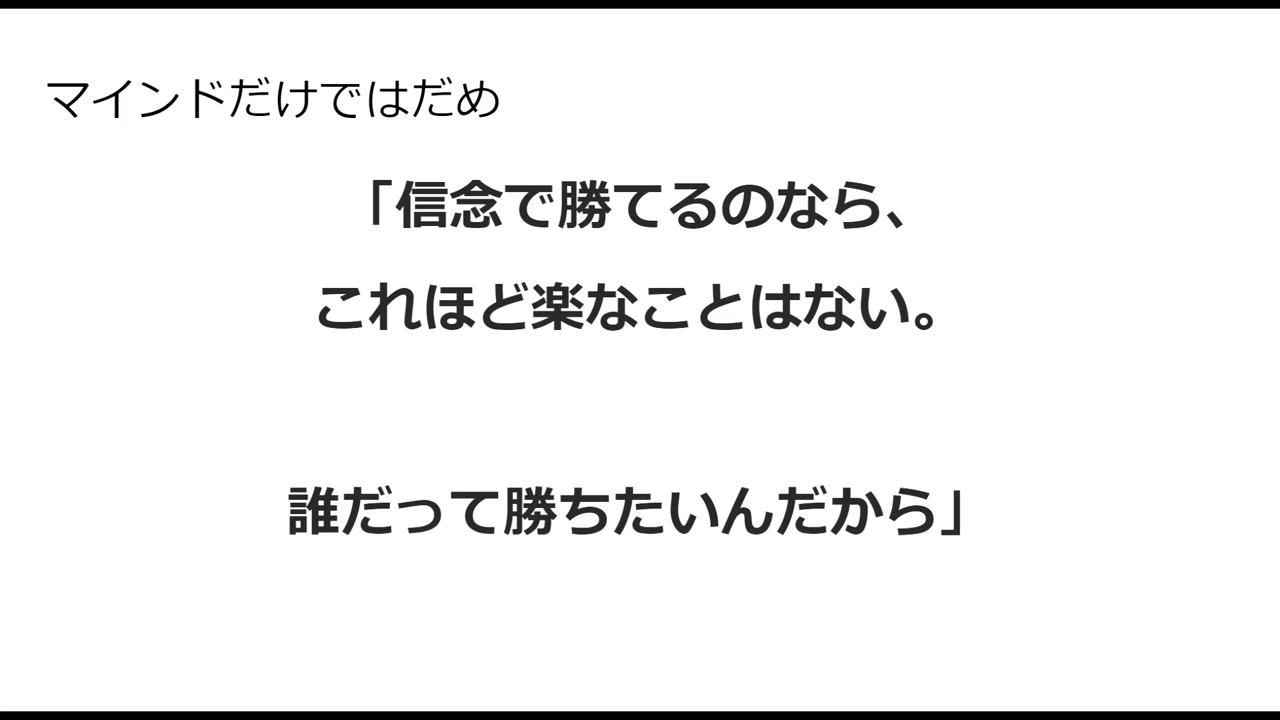 マインドだけではだめ
「信念で勝てるのなら、
これほど楽なことはない。
誰だって勝ちたいんだから」